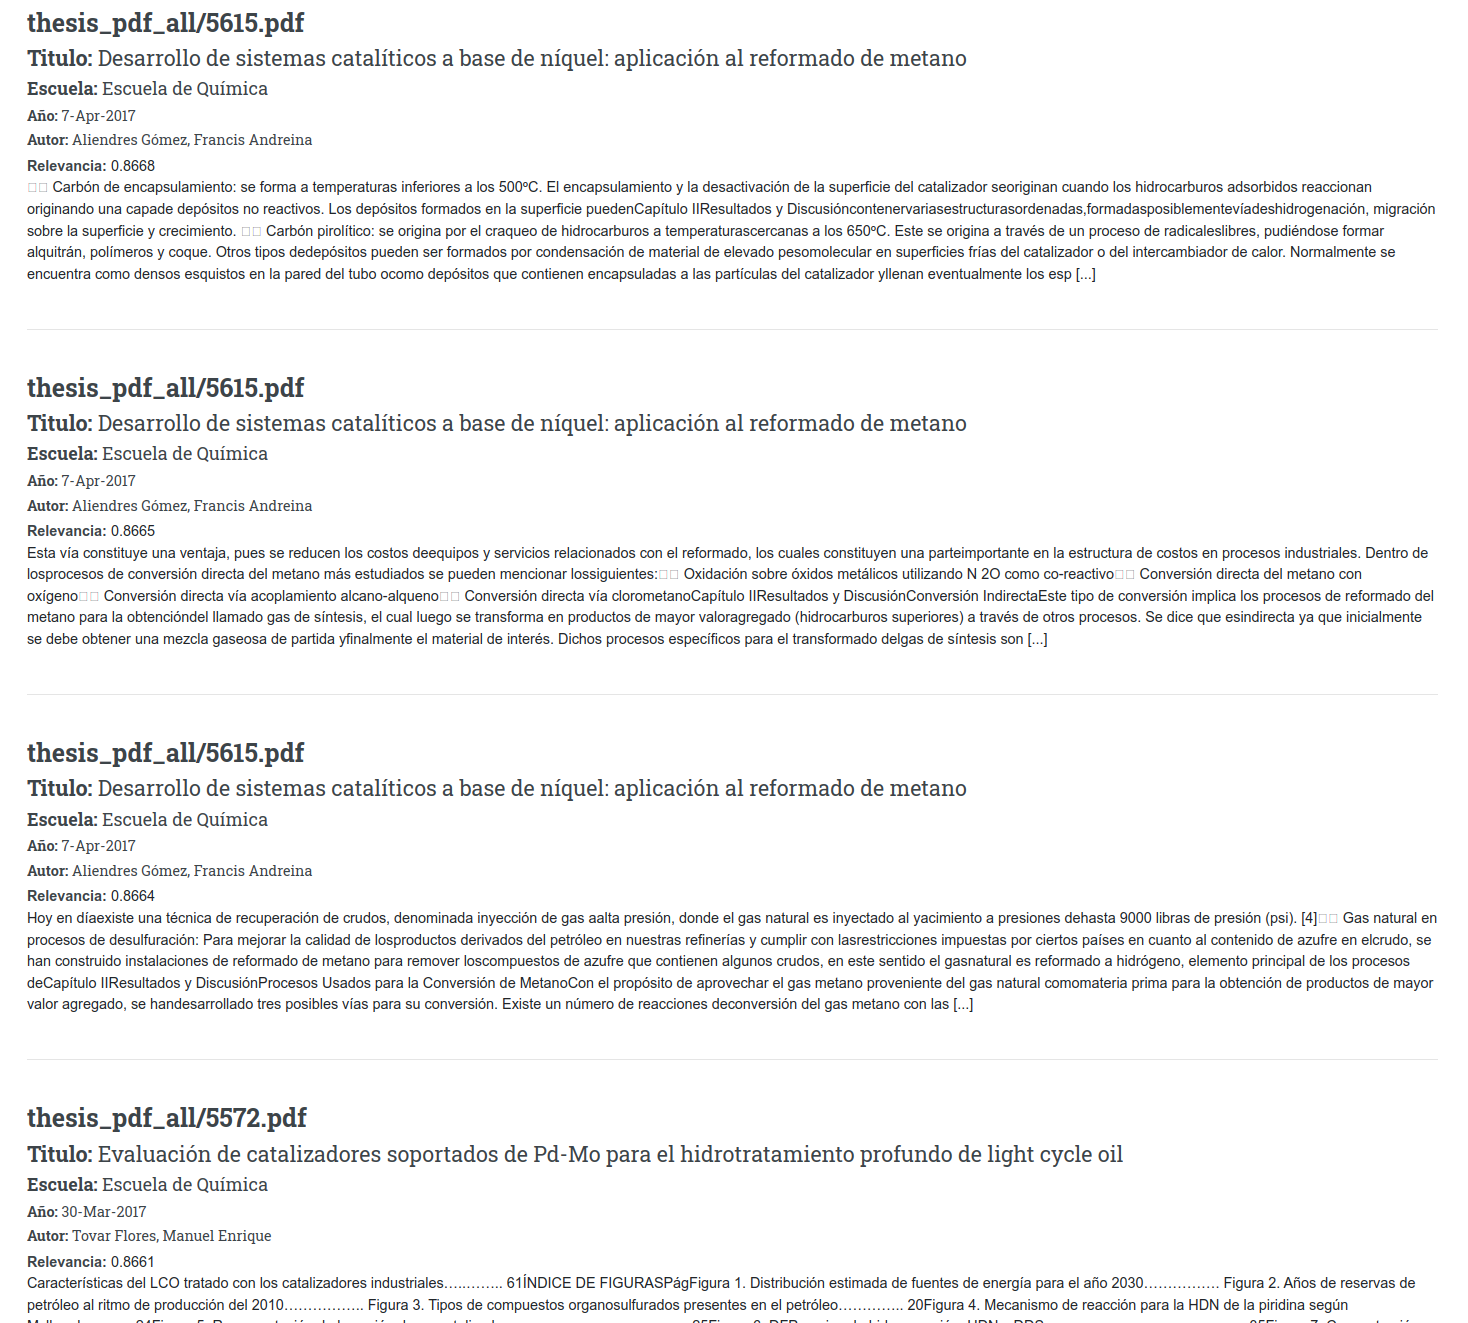 thesis_pdf_all/5615.pdf
Titulo: Desarrollo de sistemas catalíticos a base de níquel: aplicación al reformado de metano
Escuela: Escuela de Química
Año: 7-Apr-2017
Autor: Aliendres Gómez, Francis Andreina
Relevancia: 0.8668
Carbón de encapsulamiento: se forma a temperaturas inferiores a los 500ºC. El encapsulamiento y la desactivación de la superficie del catalizador seoriginan cuando los hidrocarburos adsorbidos reaccionan
originando una capade depósitos no reactivos. Los depósitos formados en la superficie puedenCapítulo IIResultados y Discusióncontenervariasestructurasordenadas,formadasposiblementevíadeshidrogenación, migración
sobre la superficie y crecimiento. Carbón pirolítico: se origina por el craqueo de hidrocarburos a temperaturascercanas a los 650ºC. Este se origina a través de un proceso de radicaleslibres, pudiéndose formar
alquitrán, polímeros y coque. Otros tipos dedepósitos pueden ser formados por condensación de material de elevado pesomolecular en superficies frías del catalizador o del intercambiador de calor. Normalmente se
encuentra como densos esquistos en la pared del tubo ocomo depósitos que contienen encapsuladas a las partículas del catalizador yllenan eventualmente los esp [...]
thesis_pdf_all/5615.pdf
Titulo: Desarrollo de sistemas catalíticos a base de níquel: aplicación al reformado de metano
Escuela: Escuela de Química
Año: 7-Apr-2017
Autor: Aliendres Gómez, Francis Andreina
Relevancia: 0.8665
Esta vía constituye una ventaja, pues se reducen los costos deequipos y servicios relacionados con el reformado, los cuales constituyen una parteimportante en la estructura de costos en procesos industriales. Dentro de
losprocesos de conversión directa del metano más estudiados se pueden mencionar lossiguientes: Oxidación sobre óxidos metálicos utilizando N 2O como co-reactivo Conversión directa del metano con
oxígeno Conversión directa vía acoplamiento alcano-alqueno Conversión directa vía clorometanoCapítulo IIResultados y DiscusiónConversión IndirectaEste tipo de conversión implica los procesos de reformado del
metano para la obtencióndel llamado gas de síntesis, el cual luego se transforma en productos de mayor valoragregado (hidrocarburos superiores) a través de otros procesos. Se dice que esindirecta ya que inicialmente
se debe obtener una mezcla gaseosa de partida yfinalmente el material de interés. Dichos procesos específicos para el transformado delgas de síntesis son [...]
thesis_pdf_all/5615.pdf
Titulo: Desarrollo de sistemas catalíticos a base de níquel: aplicación al reformado de metano
Escuela: Escuela de Química
Año: 7-Apr-2017
Autor: Aliendres Gómez, Francis Andreina
Relevancia: 0.8664
Hoy en díaexiste una técnica de recuperación de crudos, denominada inyección de gas aalta presión, donde el gas natural es inyectado al yacimiento a presiones dehasta 9000 libras de presión (psi). [4] Gas natural en
procesos de desulfuración: Para mejorar la calidad de losproductos derivados del petróleo en nuestras refinerías y cumplir con lasrestricciones impuestas por ciertos países en cuanto al contenido de azufre en elcrudo, se
han construido instalaciones de reformado de metano para remover loscompuestos de azufre que contienen algunos crudos, en este sentido el gasnatural es reformado a hidrógeno, elemento principal de los procesos
deCapítulo IIResultados y DiscusiónProcesos Usados para la Conversión de MetanoCon el propósito de aprovechar el gas metano proveniente del gas natural comomateria prima para la obtención de productos de mayor
valor agregado, se handesarrollado tres posibles vías para su conversión. Existe un número de reacciones deconversión del gas metano con las [...]
thesis_pdf_all/5572.pdf
Titulo: Evaluación de catalizadores soportados de Pd-Mo para el hidrotratamiento profundo de light cycle oil
Escuela: Escuela de Química
Año: 30-Mar-2017
Autor: Tovar Flores, Manuel Enrique
Relevancia: 0.8661
Características del LCO tratado con los catalizadores industriales…..…….. 61ÍNDICE DE FIGURASPágFigura 1. Distribución estimada de fuentes de energía para el año 2030……………. Figura 2. Años de reservas de
petróleo al ritmo de producción del 2010…………….. Figura 3. Tipos de compuestos organosulfurados presentes en el petróleo………….. 20Figura 4. Mecanismo de reacción para la HDN de la piridina según